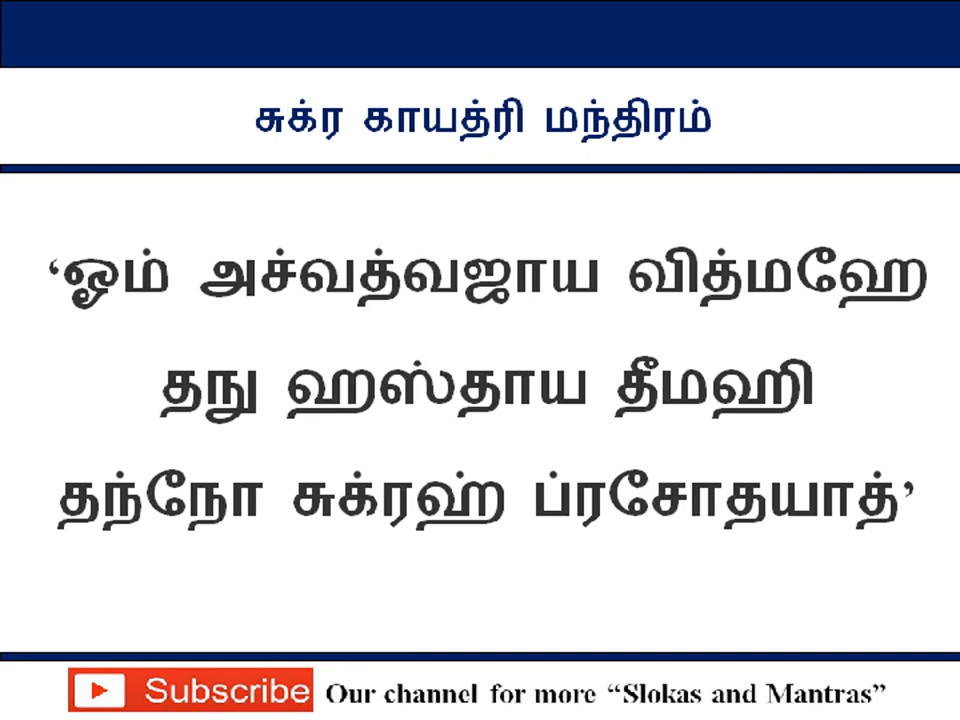 சுக்ர காயத்ரி மந்திரம்
‘ஓம் அச்வத்வஜாய வித்மஹே
தநு ஹஸ்தாய தீமஹி
தந்நோ சுக்ரஹ் ப்ரசோதயாத்’
Subscribe Our channel for more “Slokas and Mantras”